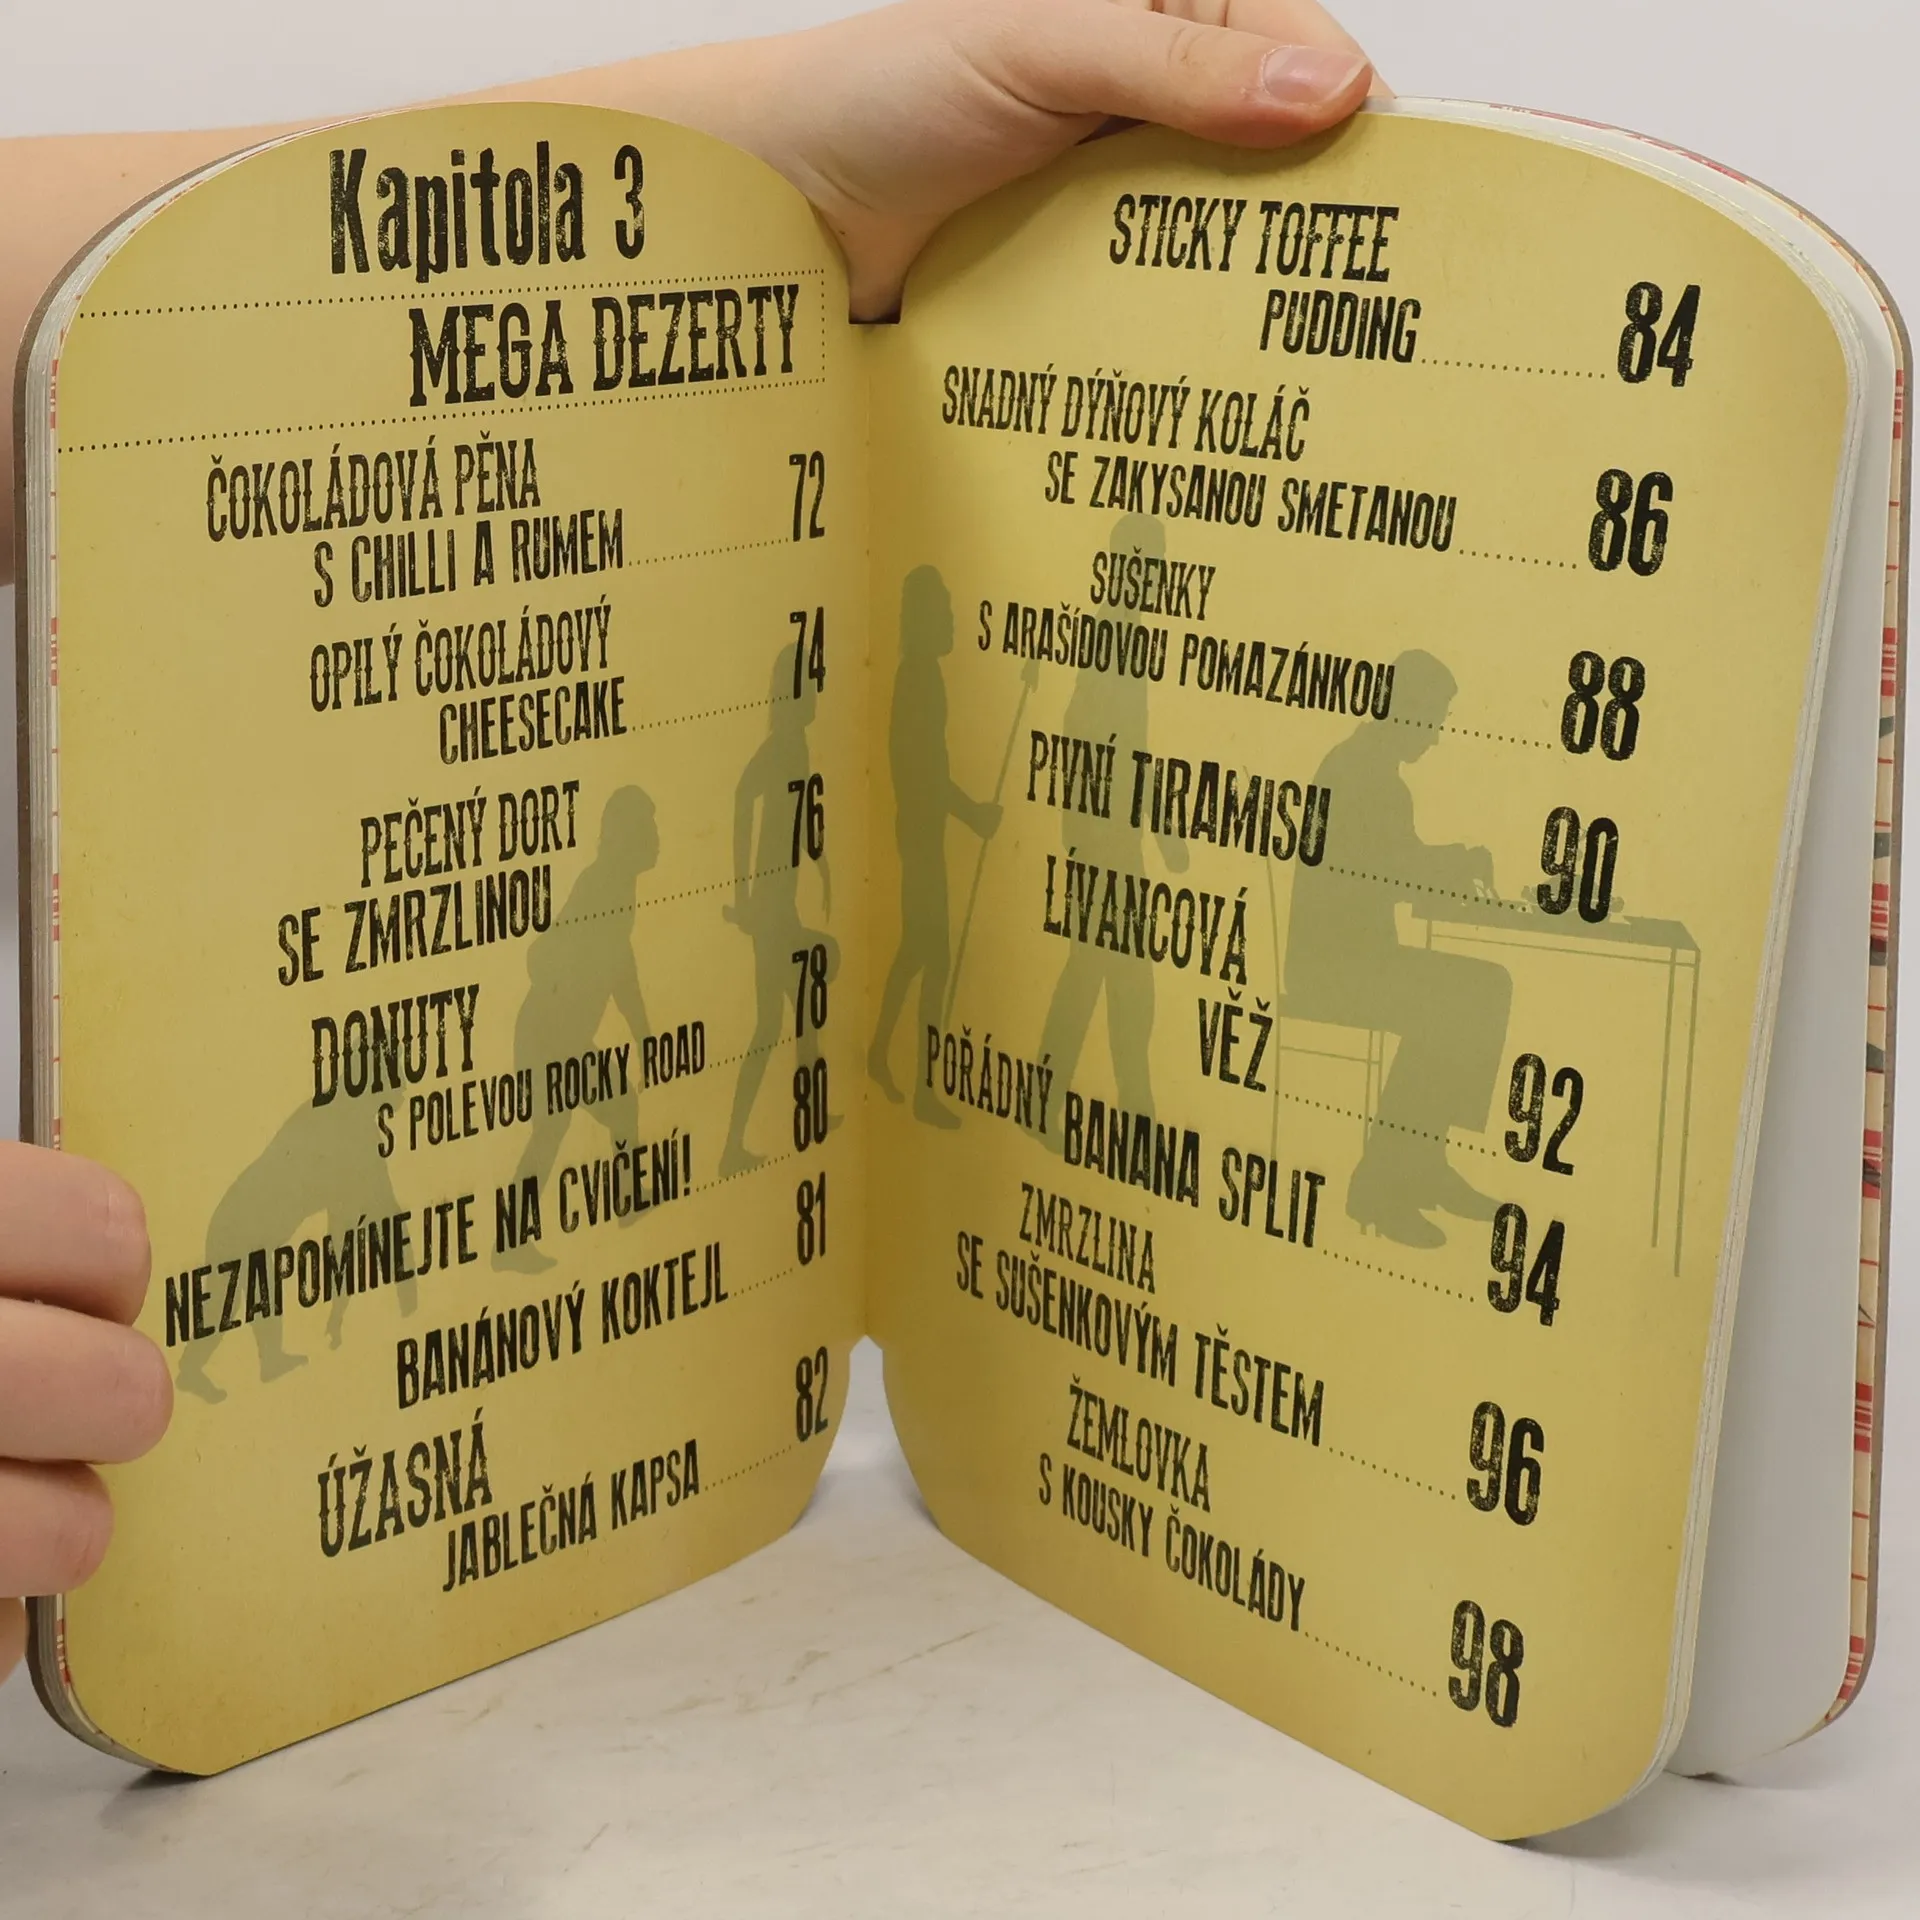 Kapitola 3
MEGA DEZERTY
ČOKOLÁDOVÁ PĚNA
S CHILLI A RUMEM 72
OPILÝ ČOKOLÁDOVÝ
CHEESECAKE 74
PEČENÝ DORT
SE ZMRZLINOU 76
DONUTY
S POLEVOU ROCKY ROAD 78
NEZAPOMÍNEJTE NA CVIČENÍ! 80
BANÁNOVÝ KOKTEJL 81
ÚŽASNÁ
JABLEČNÁ KAPSA 82
STICKY TOFFEE
PUDDING 84
SNADNÝ DÝŇOVÝ KOLÁČ
SE ZAKYSANOU SMETANOU 86
SUŠENKY
S ARAŠÍDOVOU POMAZÁNKOU 88
PIVNÍ TIRAMISU 90
LÍVANCOVÁ
VĚŽ 92
POŘÁDNÝ BANANA SPLIT 94
ZMRZLINA
SE SUŠENKOVÝM TĚSTEM 96
ŽEMLOVKA
S KOUSKY ČOKOLÁDY 98